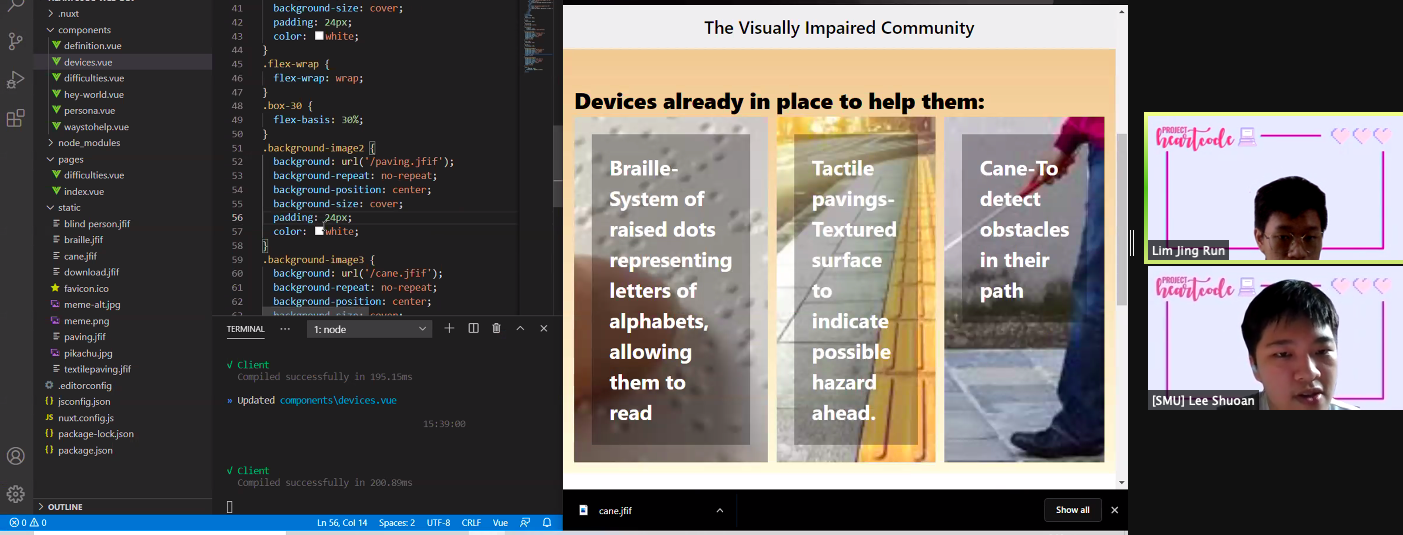 .nuxt
components
definition.vue
devices.vue
difficulties.vue
hey-world.vue
persona.vue
waystohelp.vue
node_modules
pages
difficulties.vue
index.vue
static
blind person.jfif
braille.jfif
cane.jfif
download.jfif
favicon.ico
meme-alt.jpg
meme.png
paving.jfif
pikachu.jpg
textilepaving.jfif
.editorconfig
jsconfig.json
nuxt.config.js
package-lock.json
package.json
OUTLINE
41 background-size: cover;
42 padding: 24px;
43 color: white;
44 }
45 .flex-wrap {
46 flex-wrap: wrap;
47 }
48 .box-30 {
49 flex-basis: 30%;
50 }
51 .background-image2 {
52 background: url('/paving.jfif');
53 background-repeat: no-repeat;
54 background-position: center;
55 background-size: cover;
56 padding: 24px;
57 color: white;
58 }
59 .background-image3 {
60 background: url('/cane.jfif');
61 background-repeat: no-repeat;
62 background-position: center;
63 background-size: cover;
TERMINAL ··· 1: node
√ Client
Compiled successfully in 195.15ms
» Updated components\devices.vue
15:39:00
√ Client
Compiled successfully in 200.89ms
0 0 Ln 56, Col 14 Spaces: 2 UTF-8 CRLF Vue
The Visually Impaired Community
Devices already in place to help them:
Braille-
System of
raised dots
representing
letters of
alphabets,
allowing
them to
read
Tactile
pavings-
Textured
surface
to
indicate
possible
hazard
ahead.
Cane-To
detect
obstacles
in their
path
cane.jfif
Show all
PROJECT
heartcode
Lim Jing Run
PROJECT
heartcode
[SMU] Lee Shuoan